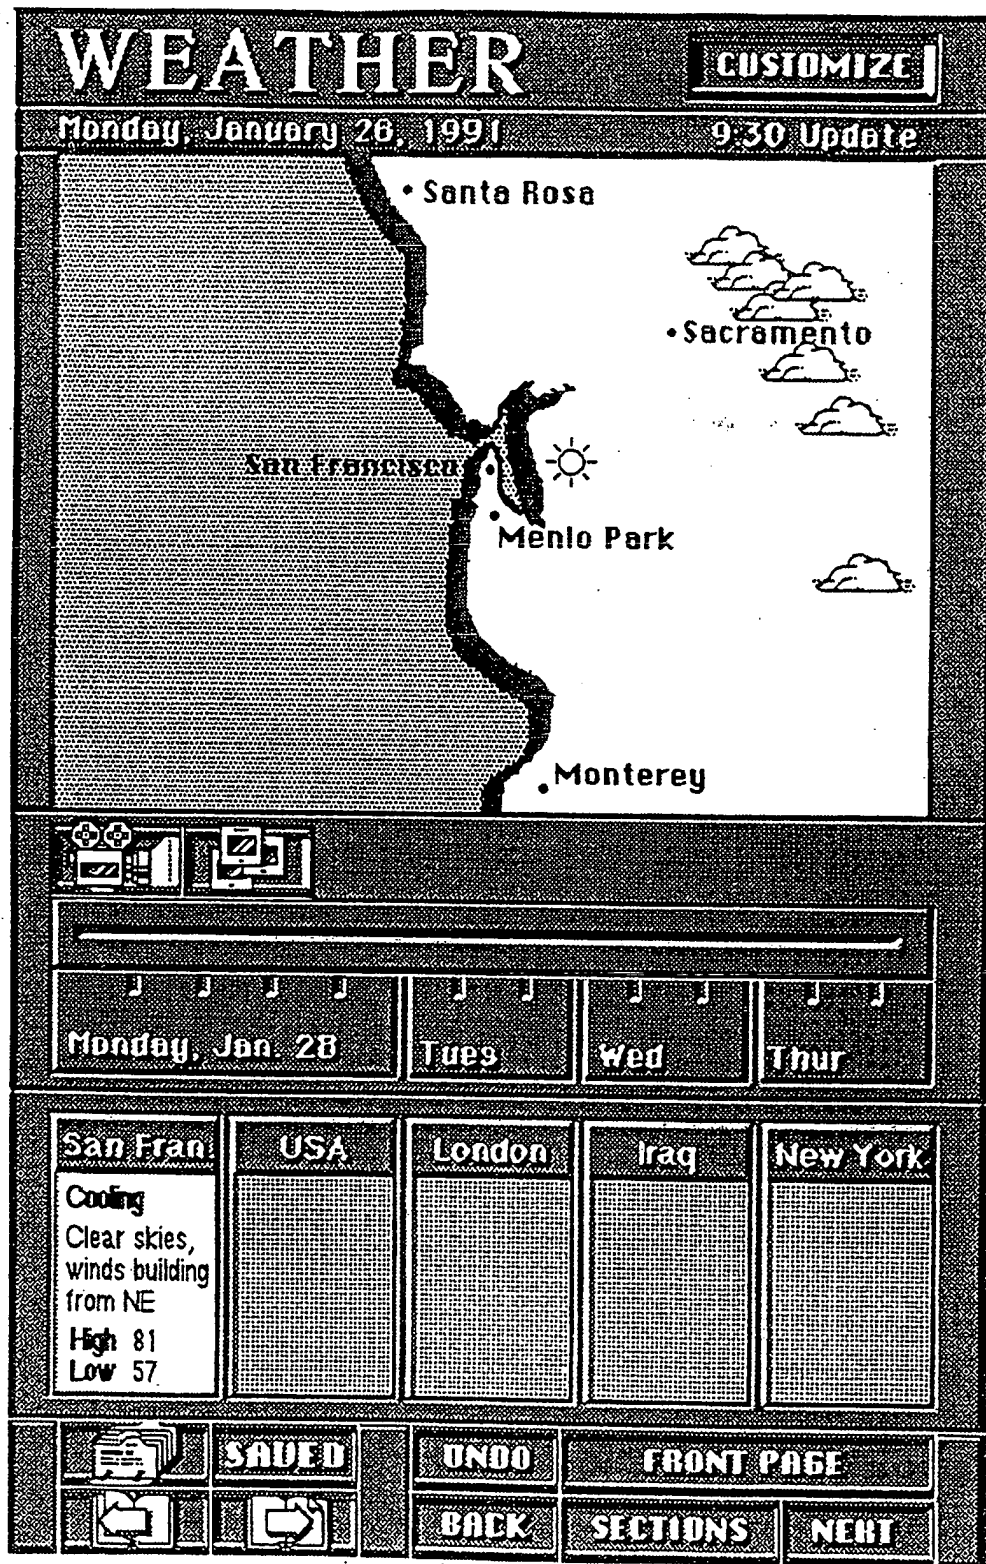 WEATHER
CUSTOMIZE
Monday, January 28, 1991
9:30 Update
Santa Rosa
Sacramento
San Francisco
Menlo Park
Monterey
Monday, Jan. 28
Tues
Wed
Thur
San Fran.
USA
London
Iraq
New York
Cooling
Clear skies,
winds building
from NE
High 81
Low 57
SAVED
UNDO
FRONT PAGE
BACK
SECTIONS
NEXT